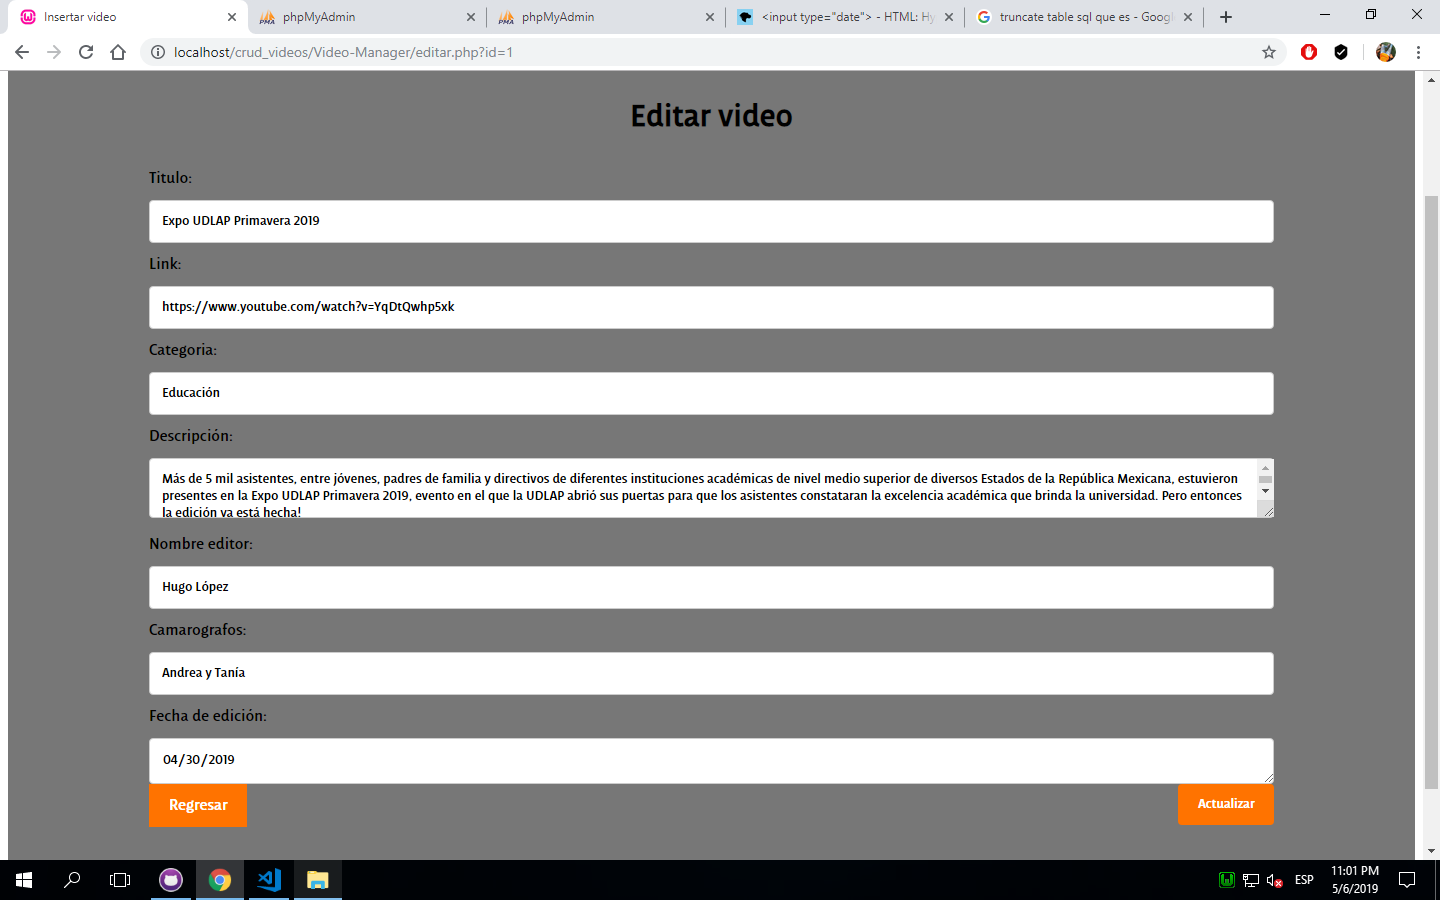 Insertar video
phpMyAdmin
phpMyAdmin
<input type="date"> - HTML: Hy
truncate table sql que es - Goog
localhost/crud_videos/Video-Manager/editar.php?id=1
Editar video
Titulo:
Expo UDLAP Primavera 2019
Link:
https://www.youtube.com/watch?v=YqDtQwhp5xk
Categoria:
Educación
Descripción:
Más de 5 mil asistentes, entre jóvenes, padres de familia y directivos de diferentes instituciones académicas de nivel medio superior de diversos Estados de la República Mexicana, estuvieron
presentes en la Expo UDLAP Primavera 2019, evento en el que la UDLAP abrió sus puertas para que los asistentes constataran la excelencia académica que brinda la universidad. Pero entonces
la edición ya está hecha!
Nombre editor:
Hugo López
Camarografos:
Andrea y Tanía
Fecha de edición:
04/30/2019
Regresar
Actualizar
ESP
11:01 PM
5/6/2019